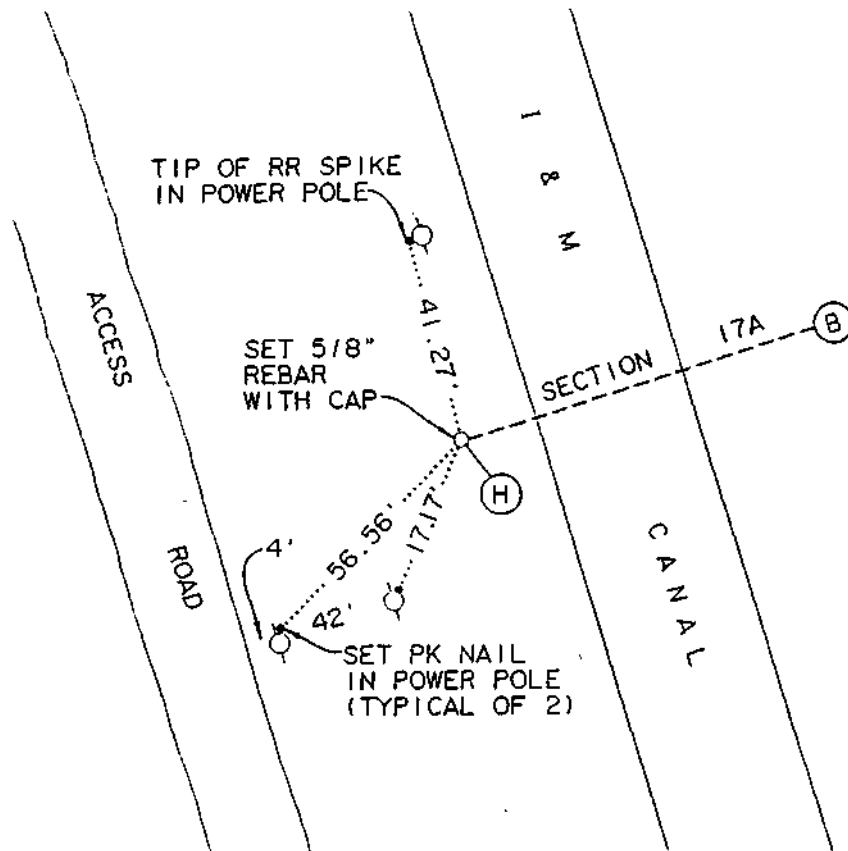 I & M
TIP OF RR SPIKE
IN POWER POLE
ACCESS
41.27'
17A
B
SECTION
SET 5/8"
REBAR
WITH CAP
H
56.56'
17.17'
CANAL
4'
ROAD
42'
SET PK NAIL
IN POWER POLE
(TYPICAL OF 2)